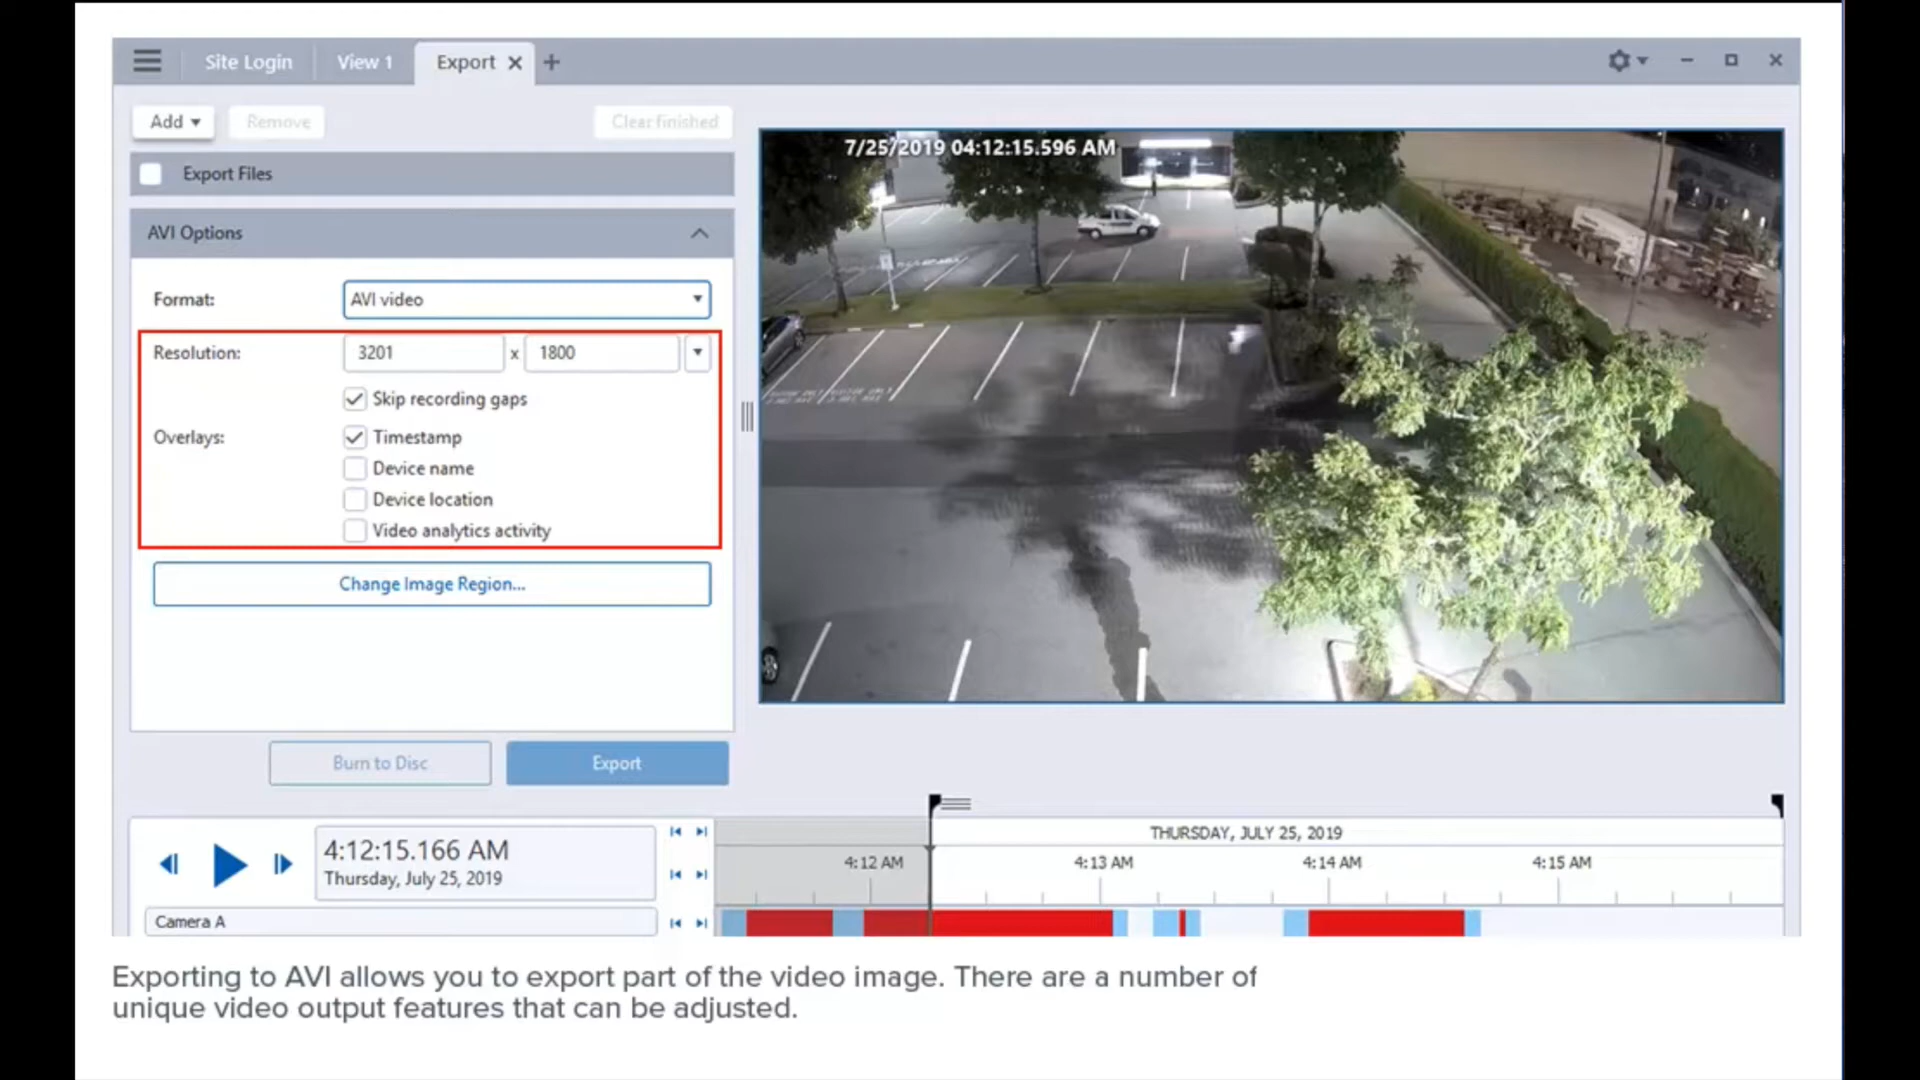 Site Login View 1 Export
Add Remove Clear finished
Export Files
AVI Options
Format: AVI video
Resolution: 3201 x 1800
Skip recording gaps
Overlays: Timestamp
Device name
Device location
Video analytics activity
Change Image Region...
Burn to Disc Export
7/25/2019 04:12:15.596 AM
4:12:15.166 AM
Thursday, July 25, 2019
Camera A
THURSDAY, JULY 25, 2019
4:12 AM 4:13 AM 4:14 AM 4:15 AM
Exporting to AVI allows you to export part of the video image. There are a number of
unique video output features that can be adjusted.